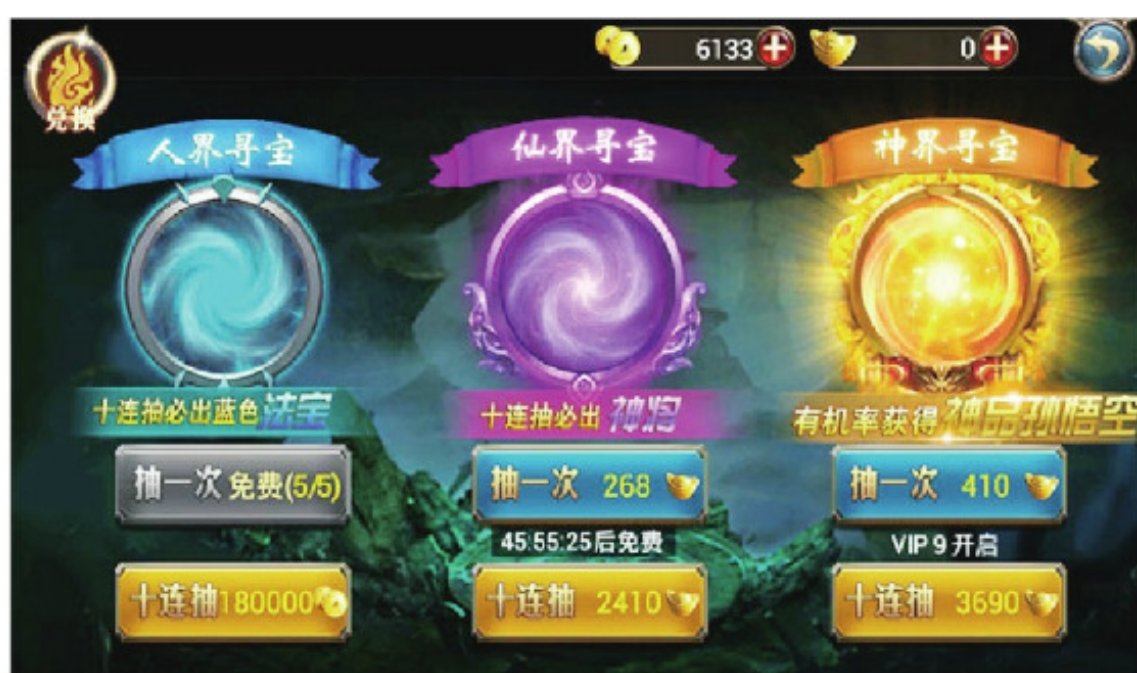 6133
0
兑换
人界寻宝
仙界寻宝
神界寻宝
十连抽必出蓝色法宝
十连抽必出神将
有机率获得神品孙悟空
抽一次 免费(5/5)
抽一次 268
抽一次 410
45:55:25后免费
VIP 9 开启
十连抽180000
十连抽 2410
十连抽 3690